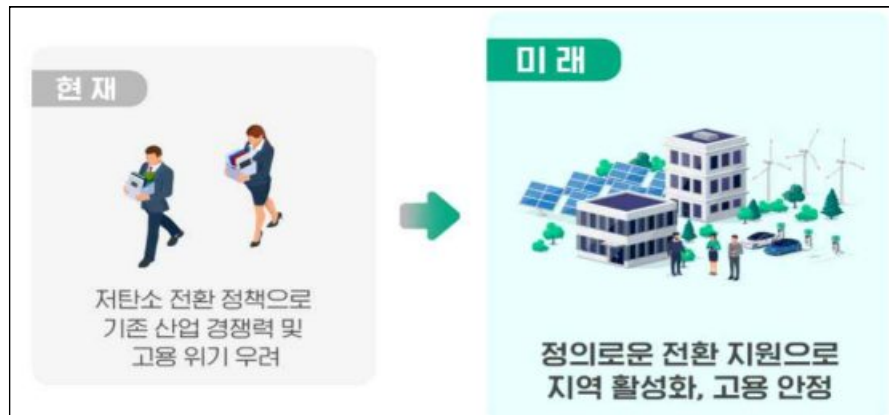 현 재
저탄소 전환 정책으로
기존 산업 경쟁력 및
고용 위기 우려
미 래
정의로운 전환 지원으로
지역 활성화, 고용 안정